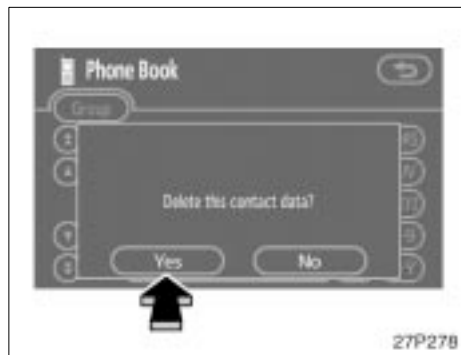 Phone Book
Group
Delete this contact data?
Yes
No
27P278